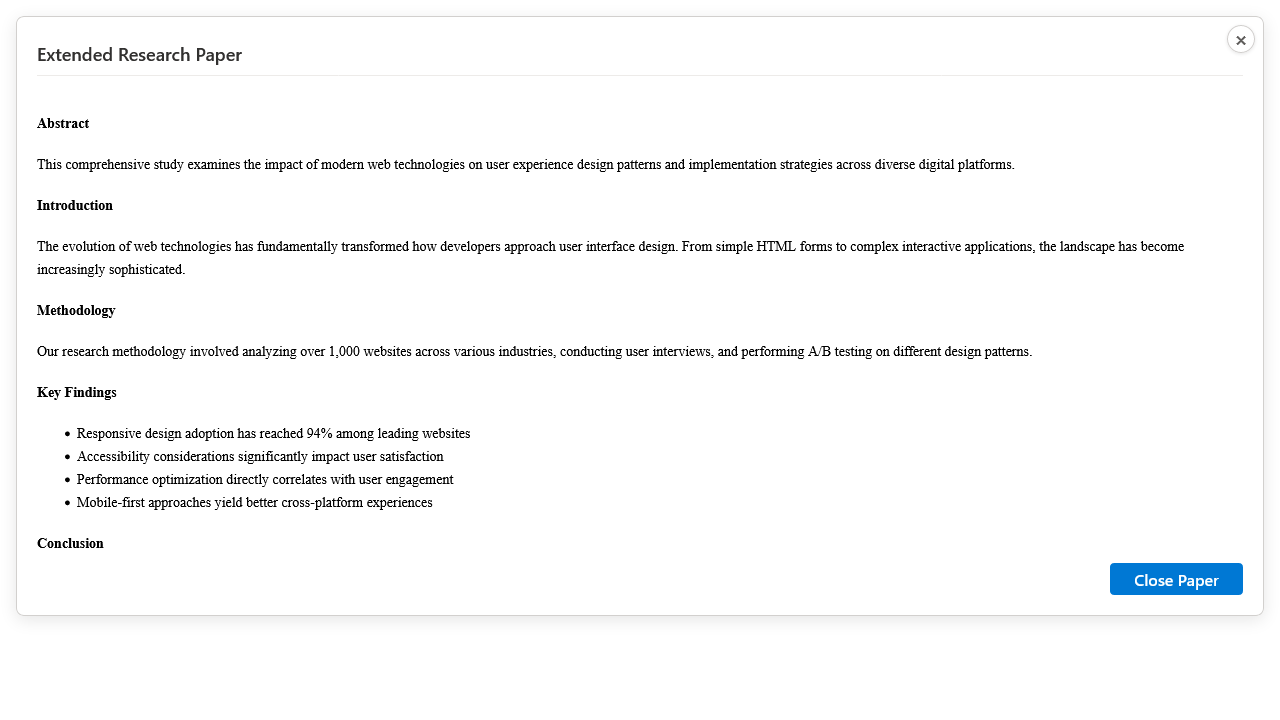 Extended Research Paper
×
Abstract
This comprehensive study examines the impact of modern web technologies on user experience design patterns and implementation strategies across diverse digital platforms.
Introduction
The evolution of web technologies has fundamentally transformed how developers approach user interface design. From simple HTML forms to complex interactive applications, the landscape has become
increasingly sophisticated.
Methodology
Our research methodology involved analyzing over 1,000 websites across various industries, conducting user interviews, and performing A/B testing on different design patterns.
Key Findings
• Responsive design adoption has reached 94% among leading websites
• Accessibility considerations significantly impact user satisfaction
• Performance optimization directly correlates with user engagement
• Mobile-first approaches yield better cross-platform experiences
Conclusion
Close Paper